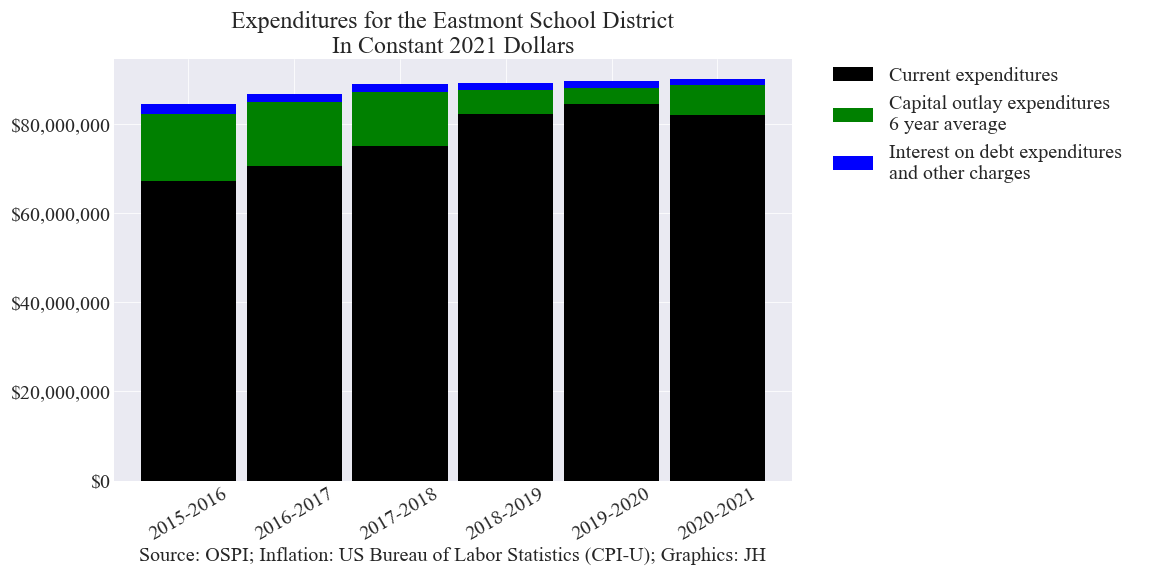 Expenditures for the Eastmont School District
In Constant 2021 Dollars
$80,000,000
$60,000,000
$40,000,000
$20,000,000
$0
2015-2016
2016-2017
2017-2018
2018-2019
2019-2020
2020-2021
Source: OSPI; Inflation: US Bureau of Labor Statistics (CPI-U); Graphics: JH
Current expenditures
Capital outlay expenditures
6 year average
Interest on debt expenditures
and other charges